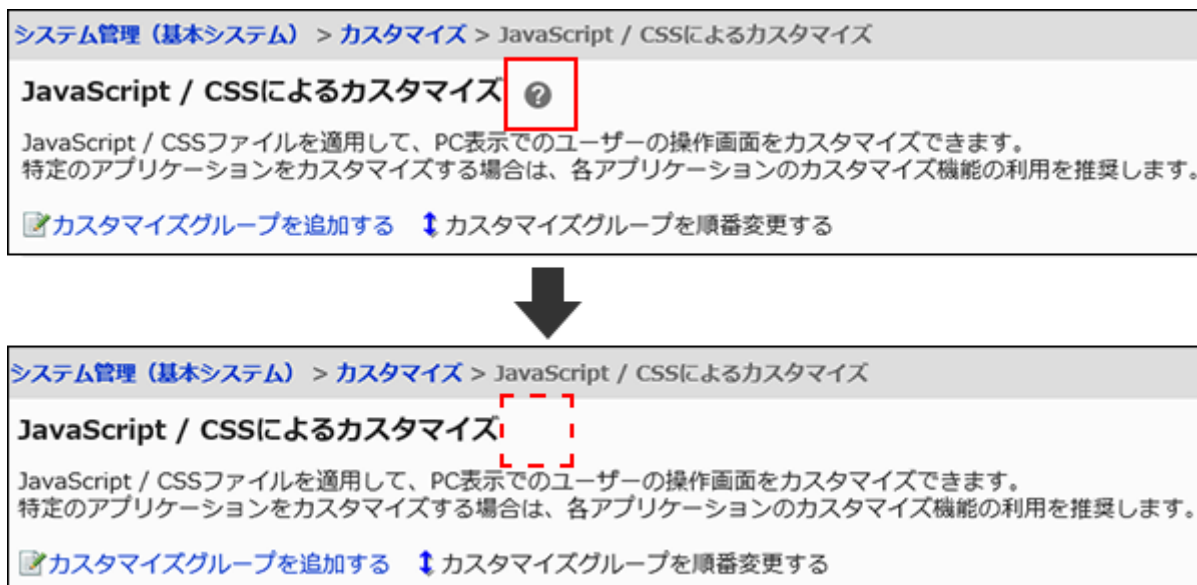 システム管理（基本システム） > カスタマイズ > JavaScript / CSSによるカスタマイズ
JavaScript / CSSによるカスタマイズ ?
JavaScript / CSSファイルを適用して、PC表示でのユーザーの操作画面をカスタマイズできます。
特定のアプリケーションをカスタマイズする場合は、各アプリケーションのカスタマイズ機能の利用を推奨します。
カスタマイズグループを追加する カスタマイズグループを順番変更する
システム管理（基本システム） > カスタマイズ > JavaScript / CSSによるカスタマイズ
JavaScript / CSSによるカスタマイズ
JavaScript / CSSファイルを適用して、PC表示でのユーザーの操作画面をカスタマイズできます。
特定のアプリケーションをカスタマイズする場合は、各アプリケーションのカスタマイズ機能の利用を推奨します。
カスタマイズグループを追加する カスタマイズグループを順番変更する